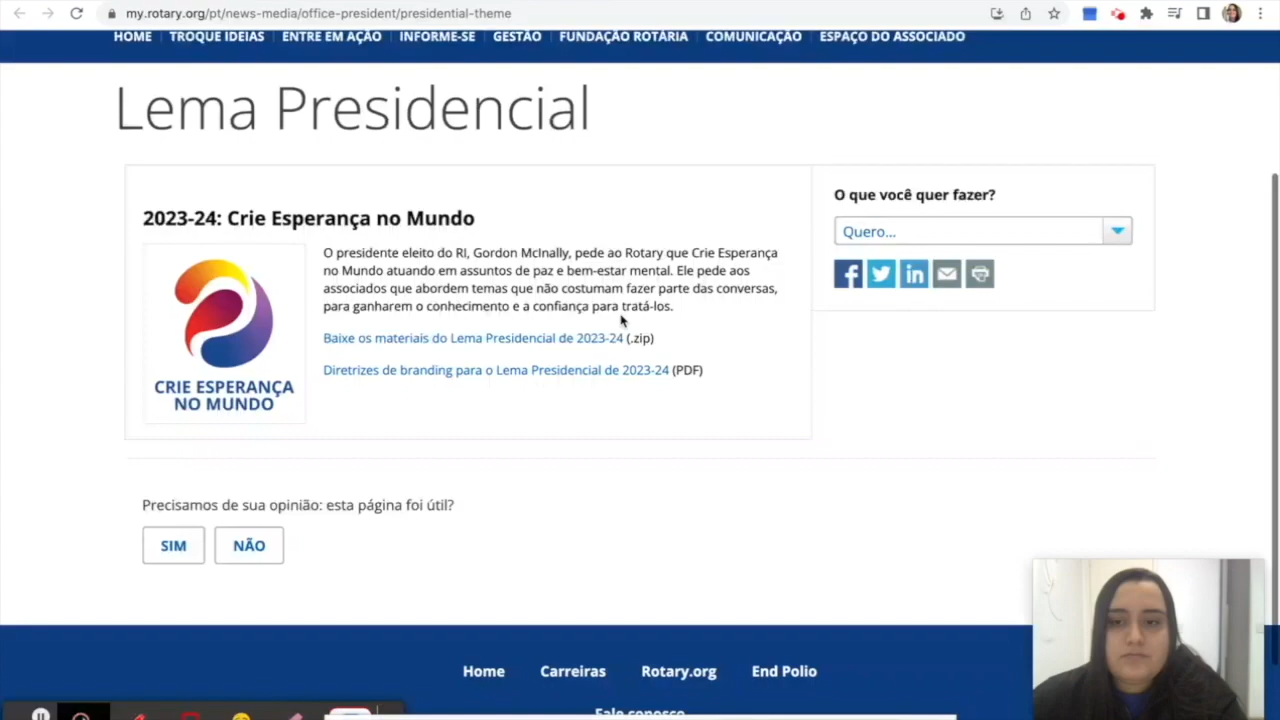 my.rotary.org/pt/news-media/office-president/presidential-theme
HOME TROQUE IDEIAS ENTRE EM AÇÃO INFORME-SE GESTÃO FUNDAÇÃO ROTÁRIA COMUNICAÇÃO ESPAÇO DO ASSOCIADO
Lema Presidencial
2023-24: Crie Esperança no Mundo
O presidente eleito do RI, Gordon McInally, pede ao Rotary que Crie Esperança
no Mundo atuando em assuntos de paz e bem-estar mental. Ele pede aos
associados que abordem temas que não costumam fazer parte das conversas,
para ganharem o conhecimento e a confiança para tratá-los.
Baixe os materiais do Lema Presidencial de 2023-24 (.zip)
Diretrizes de branding para o Lema Presidencial de 2023-24 (PDF)
CRIE ESPERANÇA
NO MUNDO
O que você quer fazer?
Quero...
Precisamos de sua opinião: esta página foi útil?
SIM NÃO
Home Carreiras Rotary.org End Polio
Fale conosco